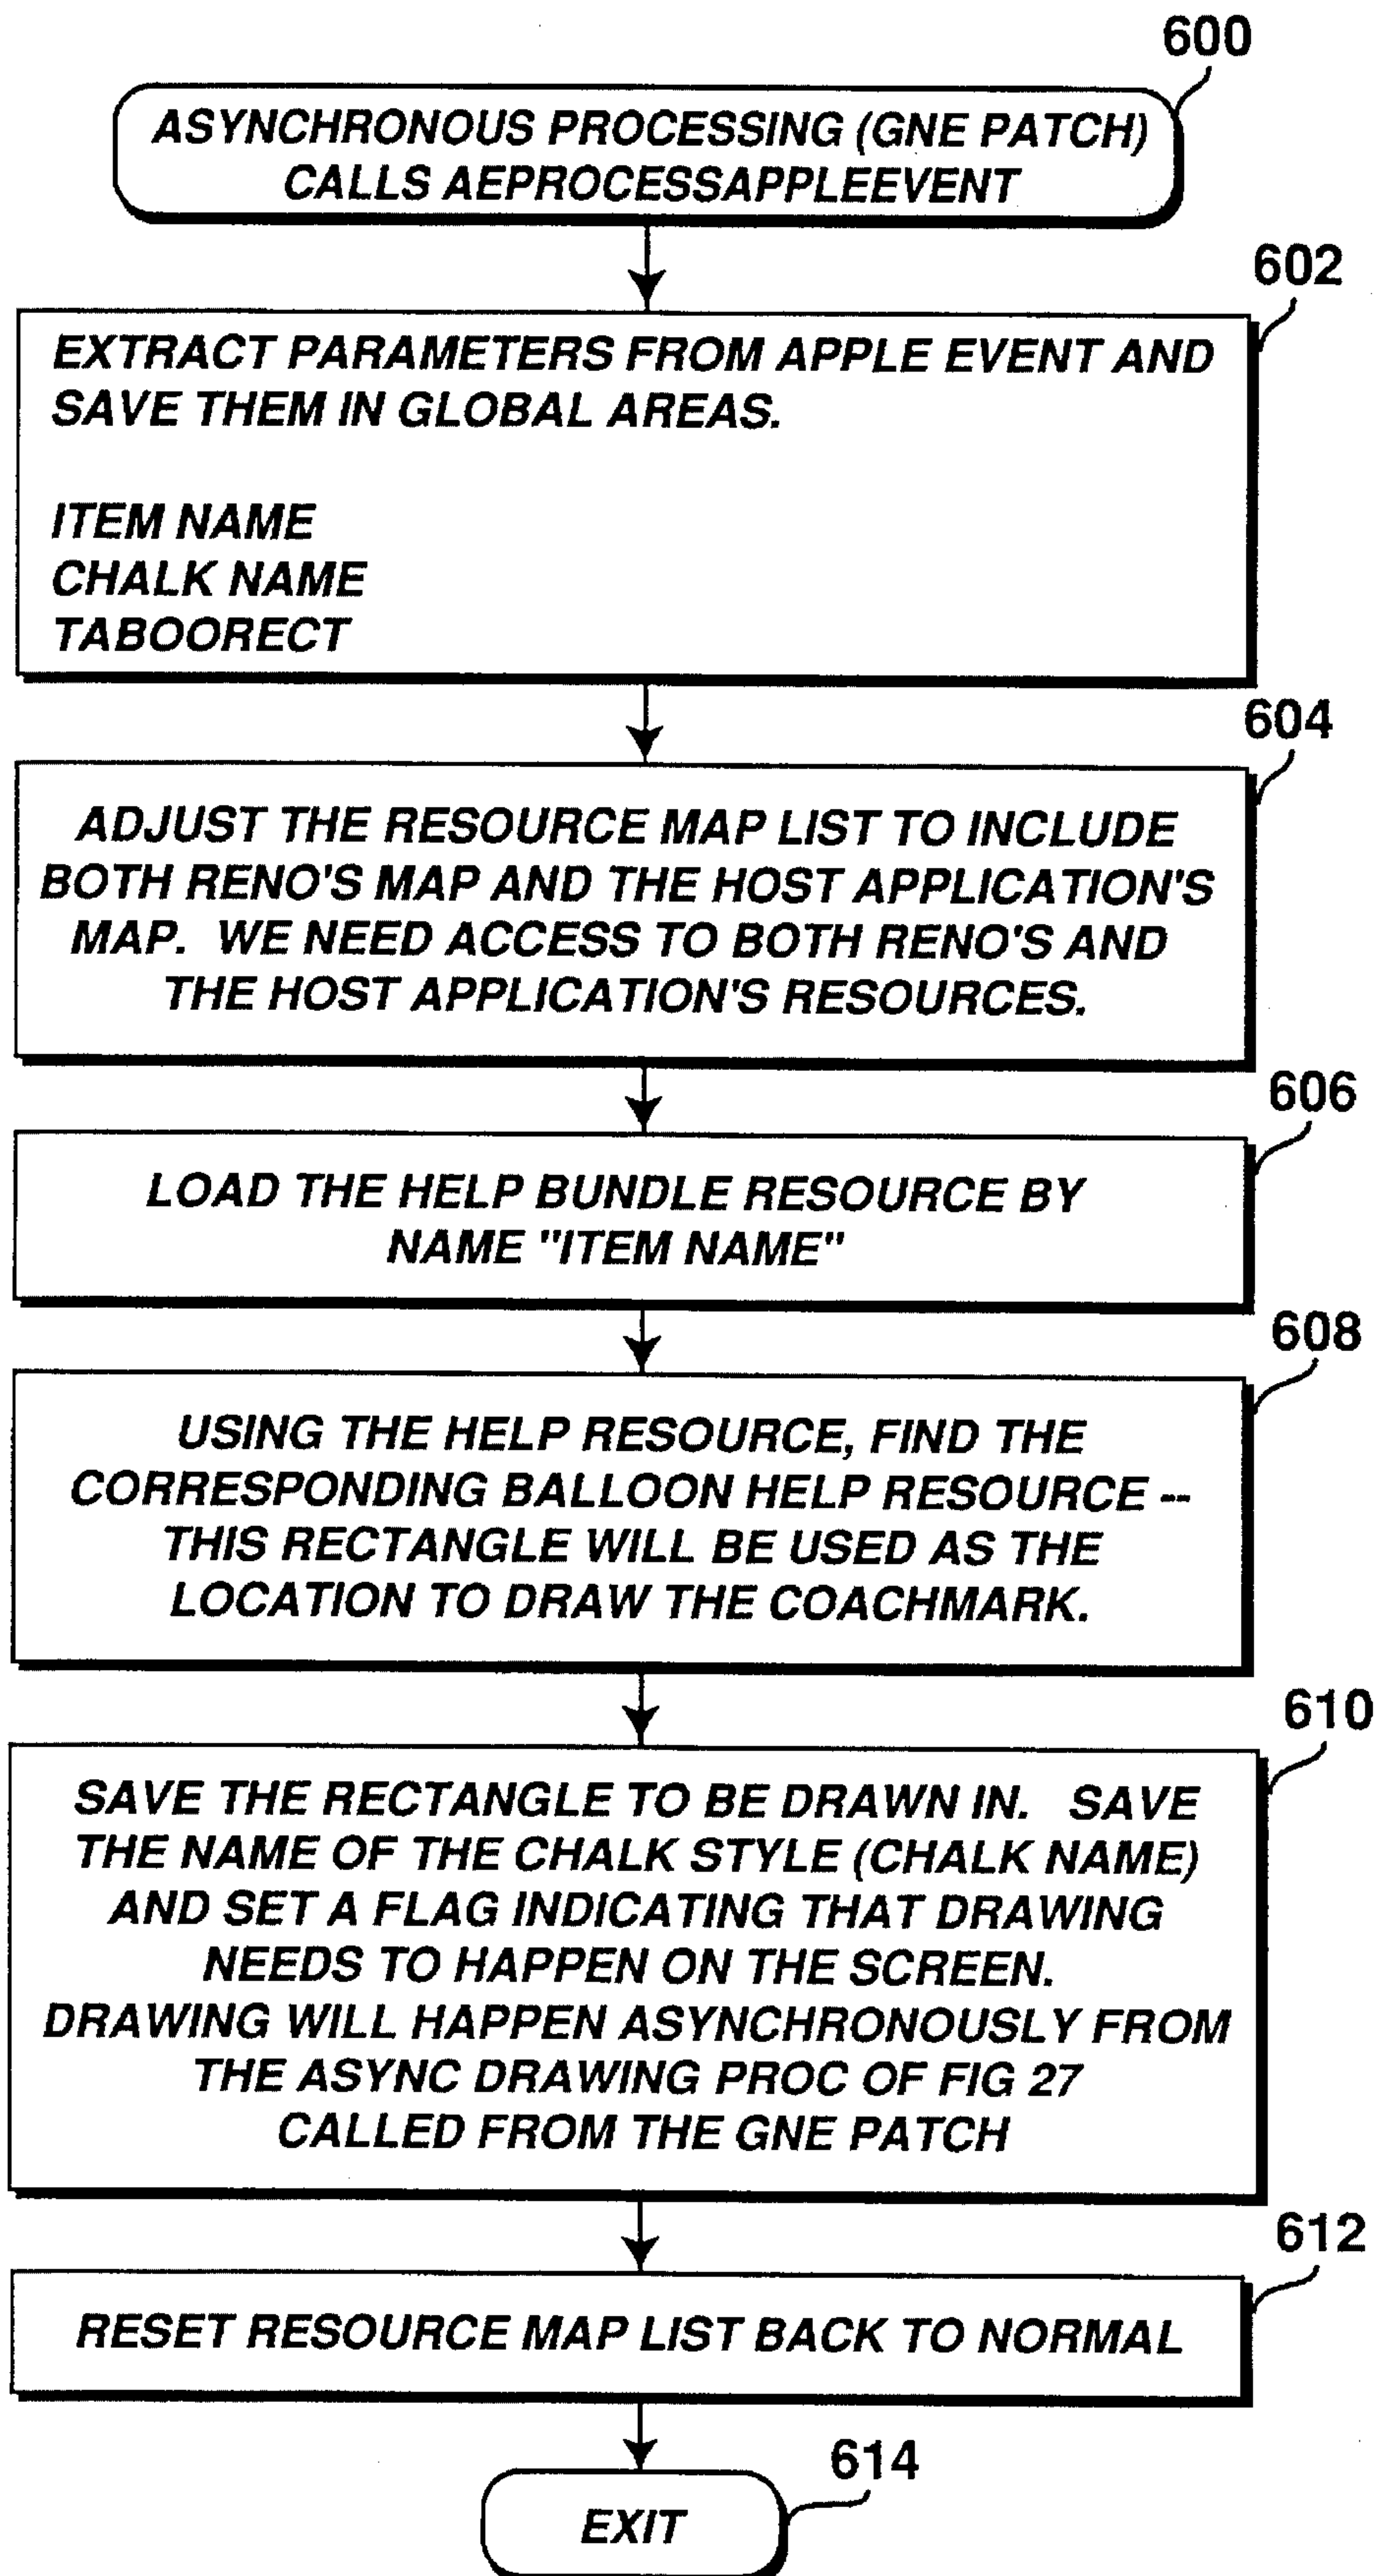 600
ASYNCHRONOUS PROCESSING (GNE PATCH)
CALLS AEPROCESSAPPLEEVENT
602
EXTRACT PARAMETERS FROM APPLE EVENT AND
SAVE THEM IN GLOBAL AREAS.
ITEM NAME
CHALK NAME
TABOORECT
604
ADJUST THE RESOURCE MAP LIST TO INCLUDE
BOTH RENO'S MAP AND THE HOST APPLICATION'S
MAP. WE NEED ACCESS TO BOTH RENO'S AND
THE HOST APPLICATION'S RESOURCES.
606
LOAD THE HELP BUNDLE RESOURCE BY
NAME "ITEM NAME"
608
USING THE HELP RESOURCE, FIND THE
CORRESPONDING BALLOON HELP RESOURCE --
THIS RECTANGLE WILL BE USED AS THE
LOCATION TO DRAW THE COACHMARK.
610
SAVE THE RECTANGLE TO BE DRAWN IN. SAVE
THE NAME OF THE CHALK STYLE (CHALK NAME)
AND SET A FLAG INDICATING THAT DRAWING
NEEDS TO HAPPEN ON THE SCREEN.
DRAWING WILL HAPPEN ASYNCHRONOUSLY FROM
THE ASYNC DRAWING PROC OF FIG 27
CALLED FROM THE GNE PATCH
612
RESET RESOURCE MAP LIST BACK TO NORMAL
614
EXIT